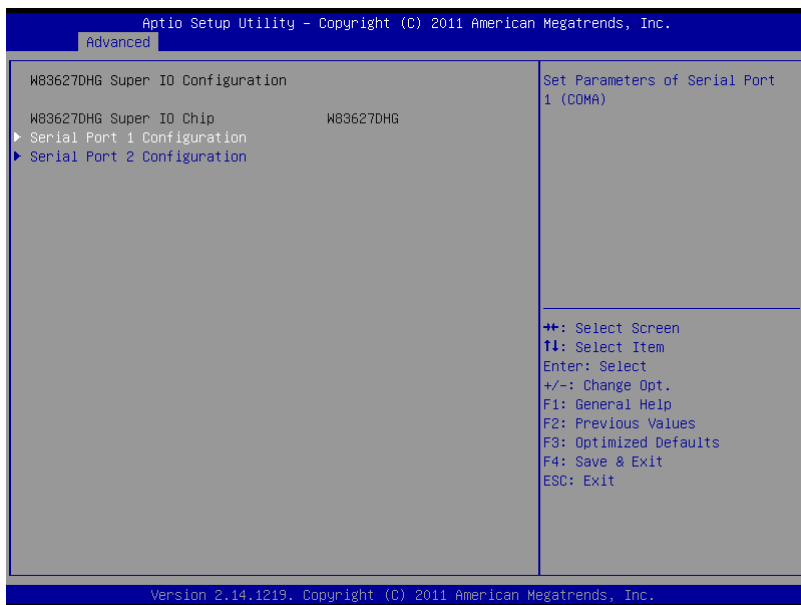 Aptio Setup Utility – Copyright (C) 2011 American Megatrends, Inc.
Advanced
W83627DHG Super IO Configuration
W83627DHG Super IO Chip W83627DHG
Serial Port 1 Configuration
Serial Port 2 Configuration
Set Parameters of Serial Port
1 (COMA)
→←: Select Screen
↑↓: Select Item
Enter: Select
+/-: Change Opt.
F1: General Help
F2: Previous Values
F3: Optimized Defaults
F4: Save & Exit
ESC: Exit
Version 2.14.1219. Copyright (C) 2011 American Megatrends, Inc.